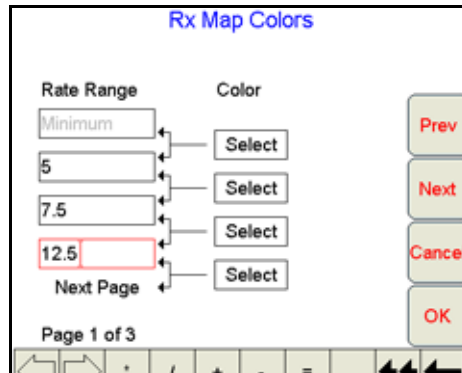 Rx Map Colors
Rate Range Color
Minimum
Select
5
Select
7.5
Select
12.5
Select
Next Page
Page 1 of 3
Prev
Next
Cance
OK
* / + - =